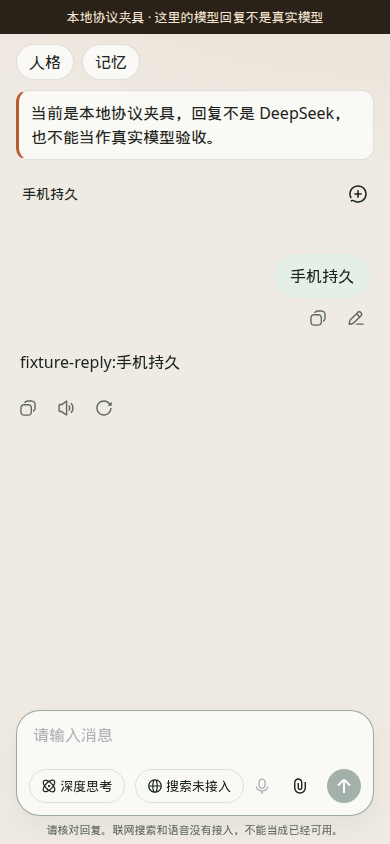 本地协议夹具 · 这里的模型回复不是真实模型
人格
记忆
当前是本地协议夹具，回复不是 DeepSeek，
也不能当作真实模型验收。
手机持久
手机持久
fixture-reply:手机持久
请输入消息
深度思考
搜索未接入
请核对回复。联网搜索和语音没有接入，不能当成已经可用。